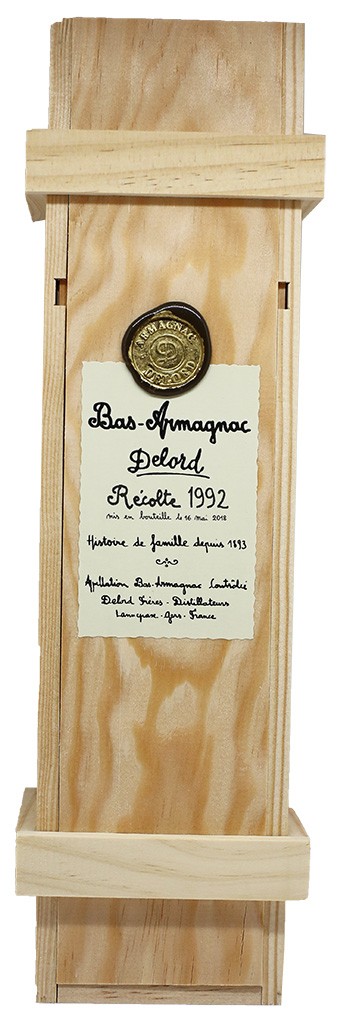 ARMAGNAC
DELORD
Bas-Armagnac
Delord
Récolte 1992
mis en bouteille le 16 mai 2018
Histoire de famille depuis 1893
Appellation Bas-Armagnac Contrôlée
Delord Frères - Distillateurs
Lannepax - Gers - France